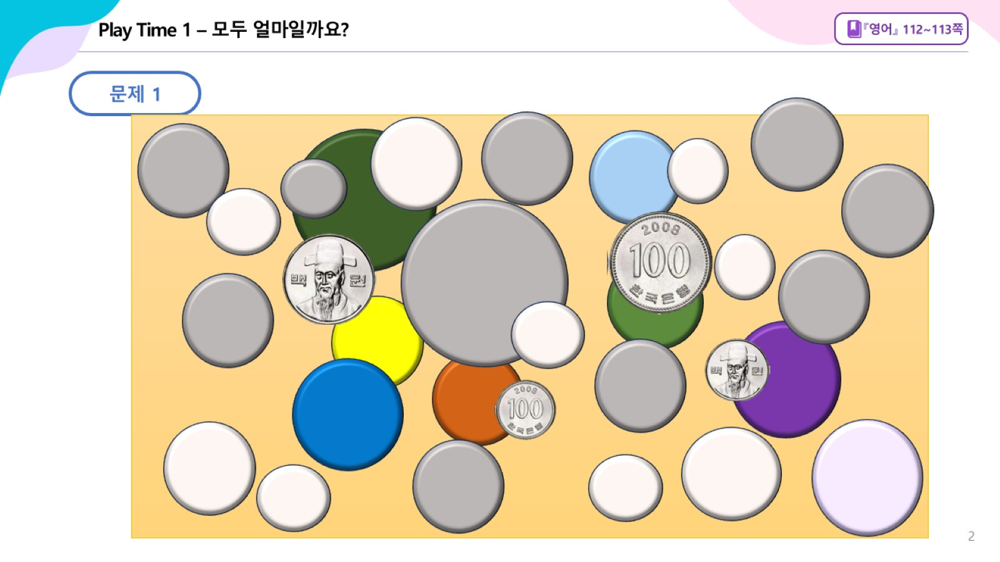 Play Time 1 – 모두 얼마일까요?
『영어』 112~113쪽
문제 1
2008
100
한국은행
백 원
백 원
2008
100
한국은행
2